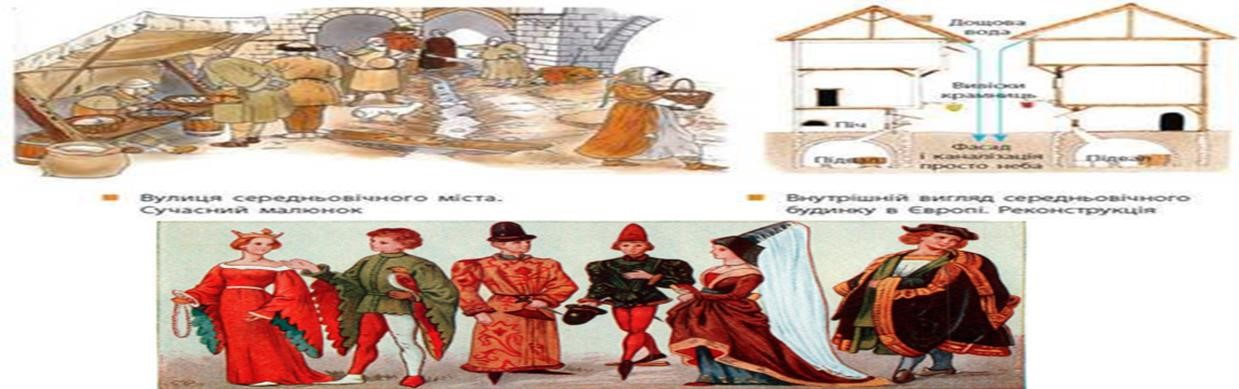 Дощова
вода
Вивіски
крамниць
Піч
Фасад
і каналізація
просто неба
Підвал
Підвал
Вулиця середньовічного міста.
Сучасний малюнок
Внутрішній вигляд середньовічного
будинку в Європі. Реконструкція